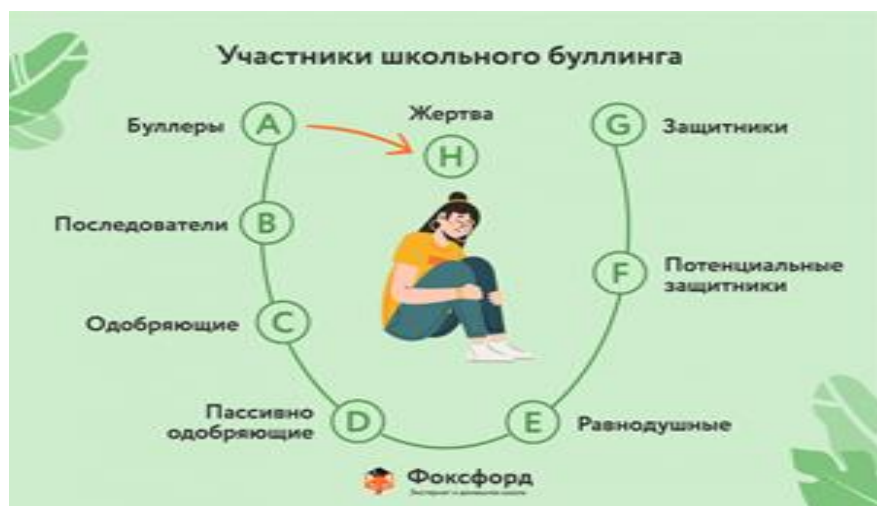 Участники школьного буллинга
Буллеры
A
Жертва
H
G
Защитники
Последователи
B
F
Потенциальные
защитники
Одобряющие
C
Пассивно
одобряющие
D
E
Равнодушные
Фоксфорд